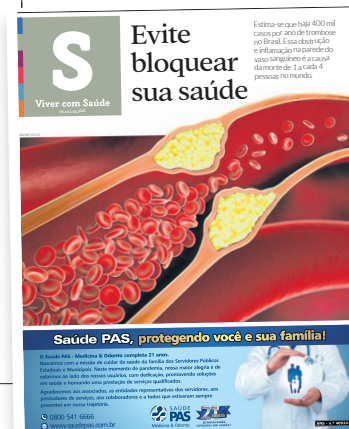 Evite
bloquear
sua saúde
Estima-se que haja 400 mil
casos por ano de trombose
no Brasil. Essa obstrução
e inflamação na parede do
vaso sanguíneo é a causa
da morte de 1 a cada 4
pessoas no mundo.
S
Viver com Saúde
Saúde PAS, protegendo você e sua família!
O Saúde PAS - Medicina & Odonto completa 21 anos.
Nascemos com a missão de cuidar da saúde da família dos Servidores Públicos
Estaduais e Municipais. Neste momento de pandemia, nossa maior alegria é de
estarmos ao lado dos nossos usuários, com dedicação, promovendo soluções
em saúde e honrando uma prestação de serviços qualificados.
Agradecemos aos associados, as entidades representativas dos servidores, aos
prestadores de serviços, aos colaboradores e a todos que estiveram sempre
presentes em nossa trajetória.
0800 541 6666
www.saudepas.com.br
SAÚDE
PAS
Medicina & Odonto
21 anos